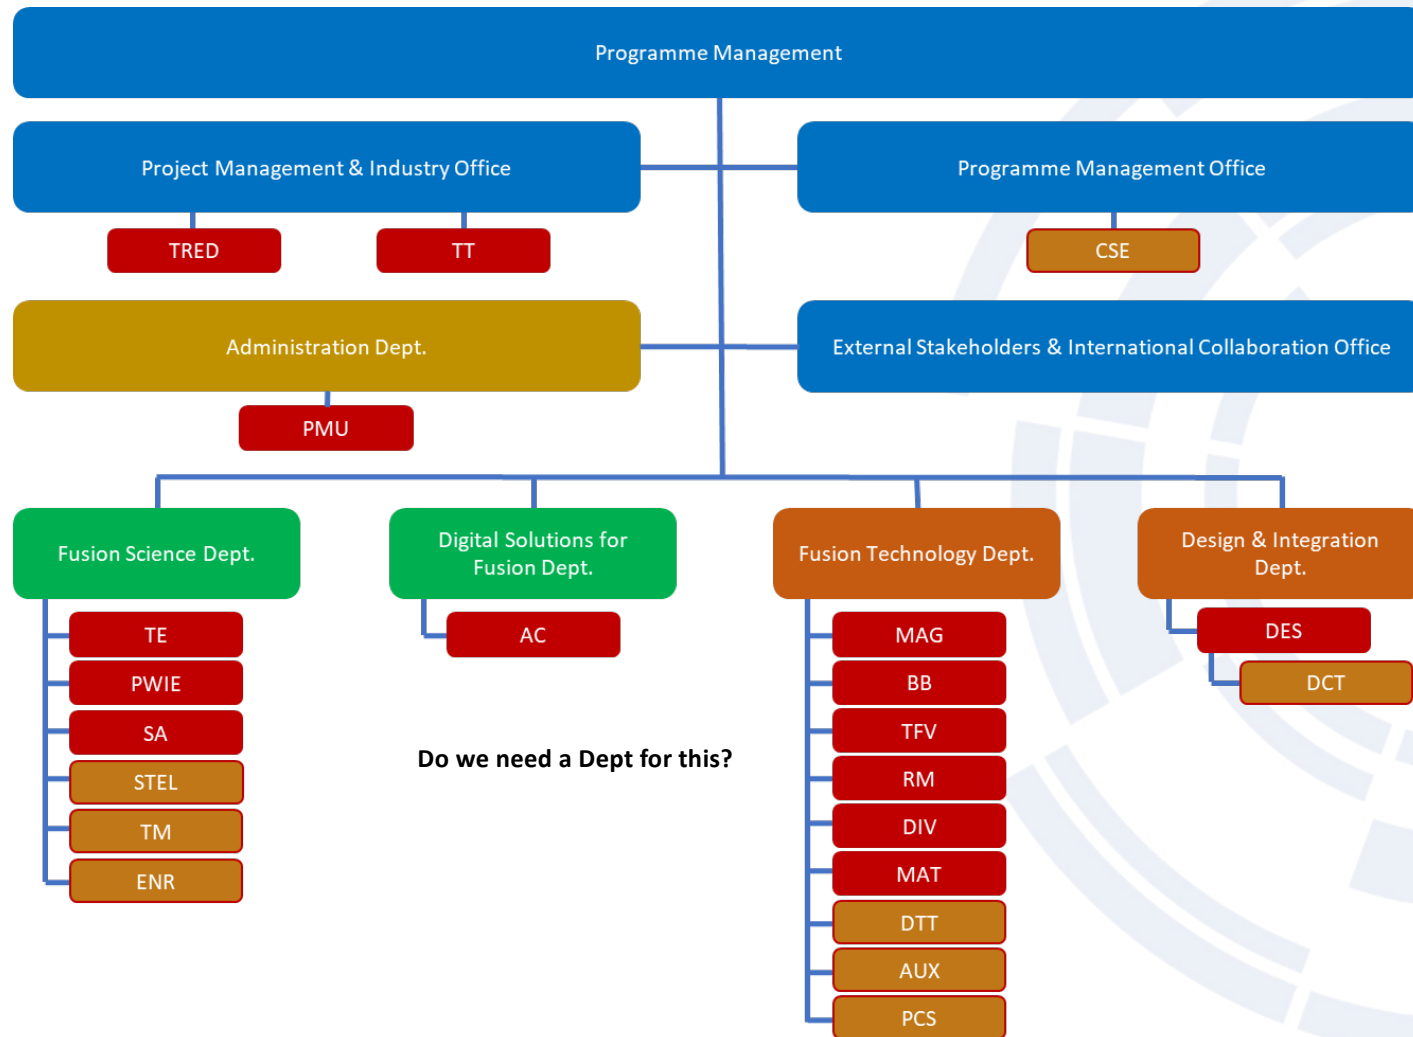 Programme Management
Project Management & Industry Office
Programme Management Office
TRED
TT
CSE
Administration Dept.
External Stakeholders & International Collaboration Office
PMU
Fusion Science Dept.
Digital Solutions for
Fusion Dept.
Fusion Technology Dept.
Design & Integration
Dept.
TE
PWIE
SA
STEL
TM
ENR
AC
Do we need a Dept for this?
MAG
BB
TFV
RM
DIV
MAT
DTT
AUX
PCS
DES
DCT